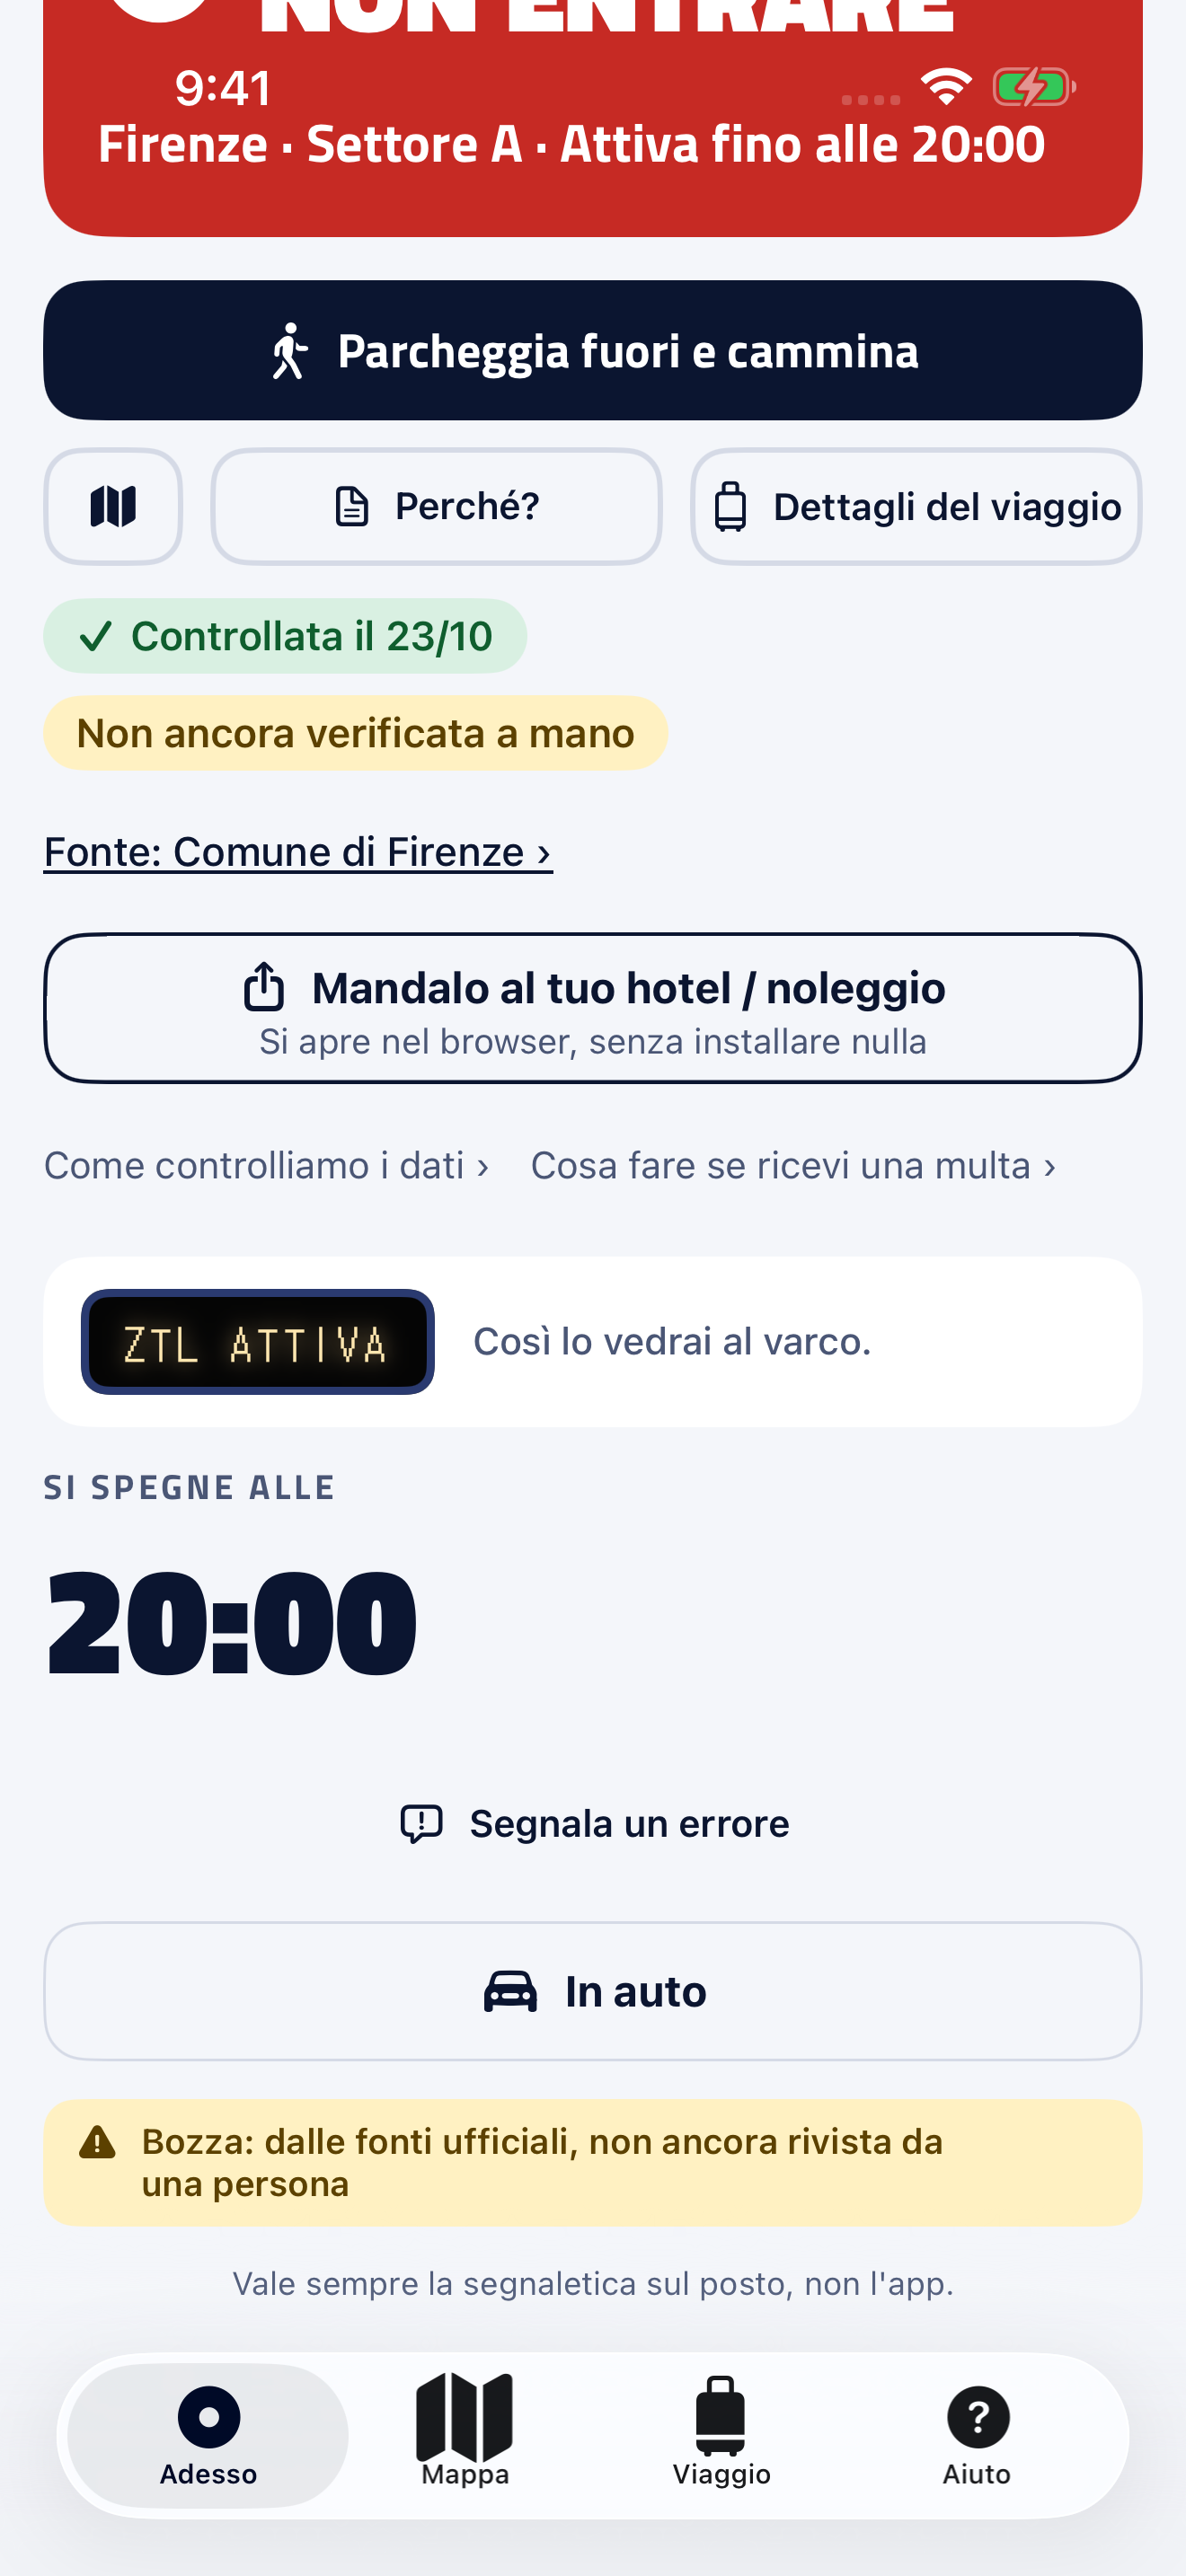 NON ENTRARE
9:41
Firenze · Settore A · Attiva fino alle 20:00
Parcheggia fuori e cammina
Perché?
Dettagli del viaggio
Controllata il 23/10
Non ancora verificata a mano
Fonte: Comune di Firenze ›
Mandalo al tuo hotel / noleggio
Si apre nel browser, senza installare nulla
Come controlliamo i dati ›
Cosa fare se ricevi una multa ›
ZTL ATTIVA
Così lo vedrai al varco.
SI SPEGNE ALLE
20:00
Segnala un errore
In auto
Bozza: dalle fonti ufficiali, non ancora rivista da
una persona
Vale sempre la segnaletica sul posto, non l'app.
Adesso
Mappa
Viaggio
Aiuto